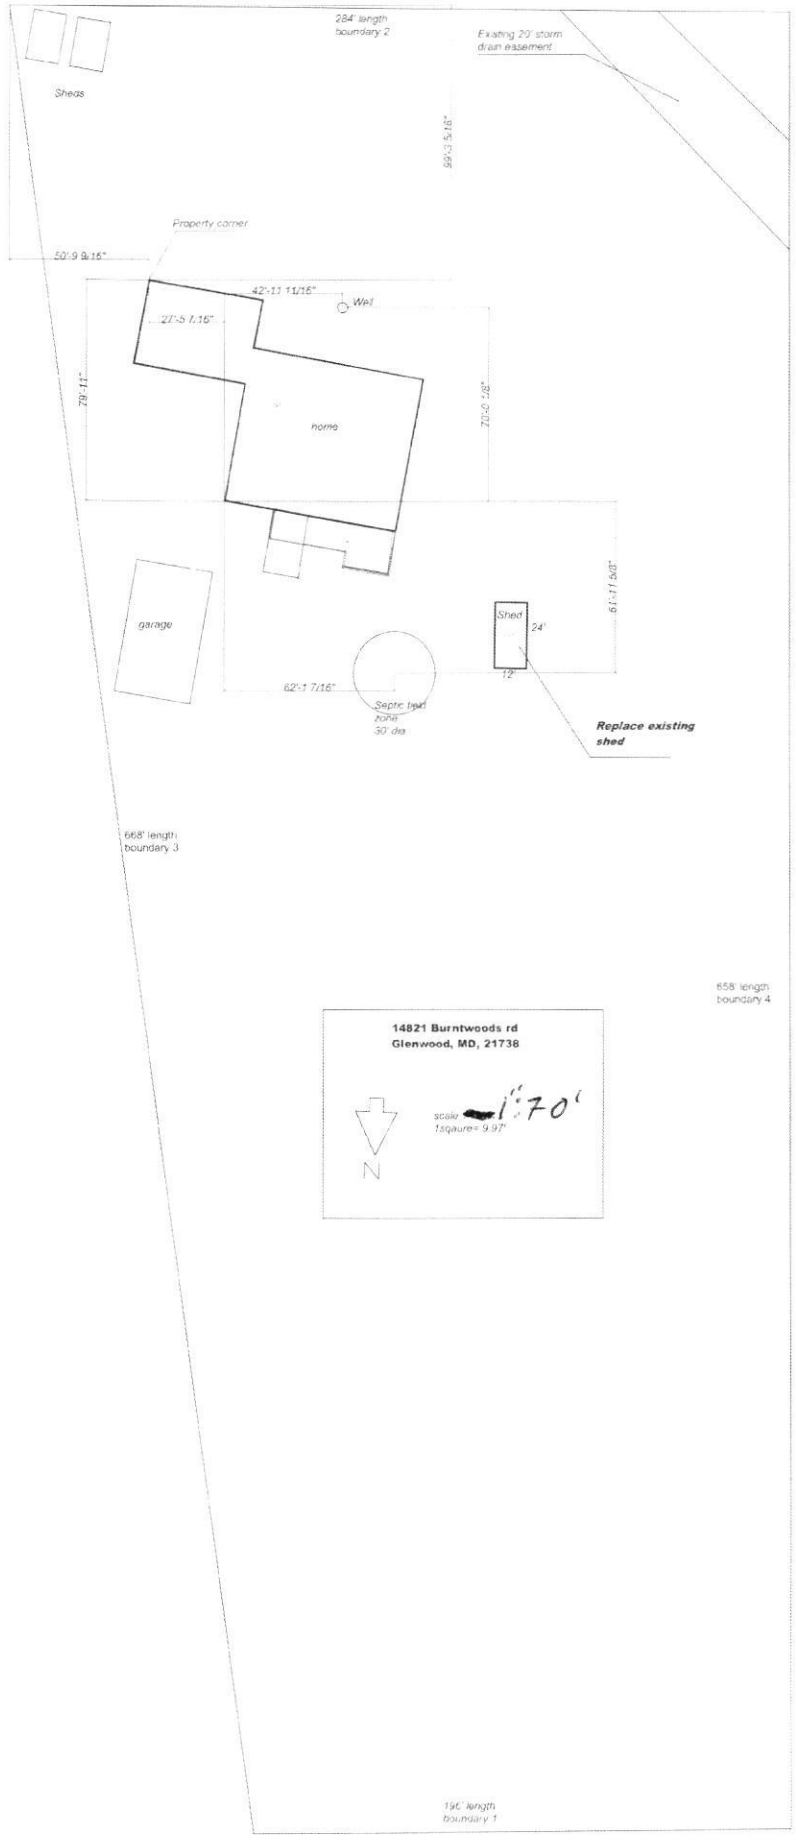 284' length
boundary 2
Existing 20' storm
drain easement
Sheds
99'-3 5/16"
Property corner
50'-9 9/16"
42'-11 11/16"
Well
27'-5 7/16"
79'-11"
70'-0 1/8"
home
61'-11 5/8"
Shed
24'
garage
12'
62'-1 7/16"
Septic field
zone
30' dia
Replace existing
shed
668' length
boundary 3
658' length
boundary 4
14821 Burntwoods rd
Glenwood, MD, 21738
scale 1":70'
1sqaure= 9.97'
N
196' length
boundary 1